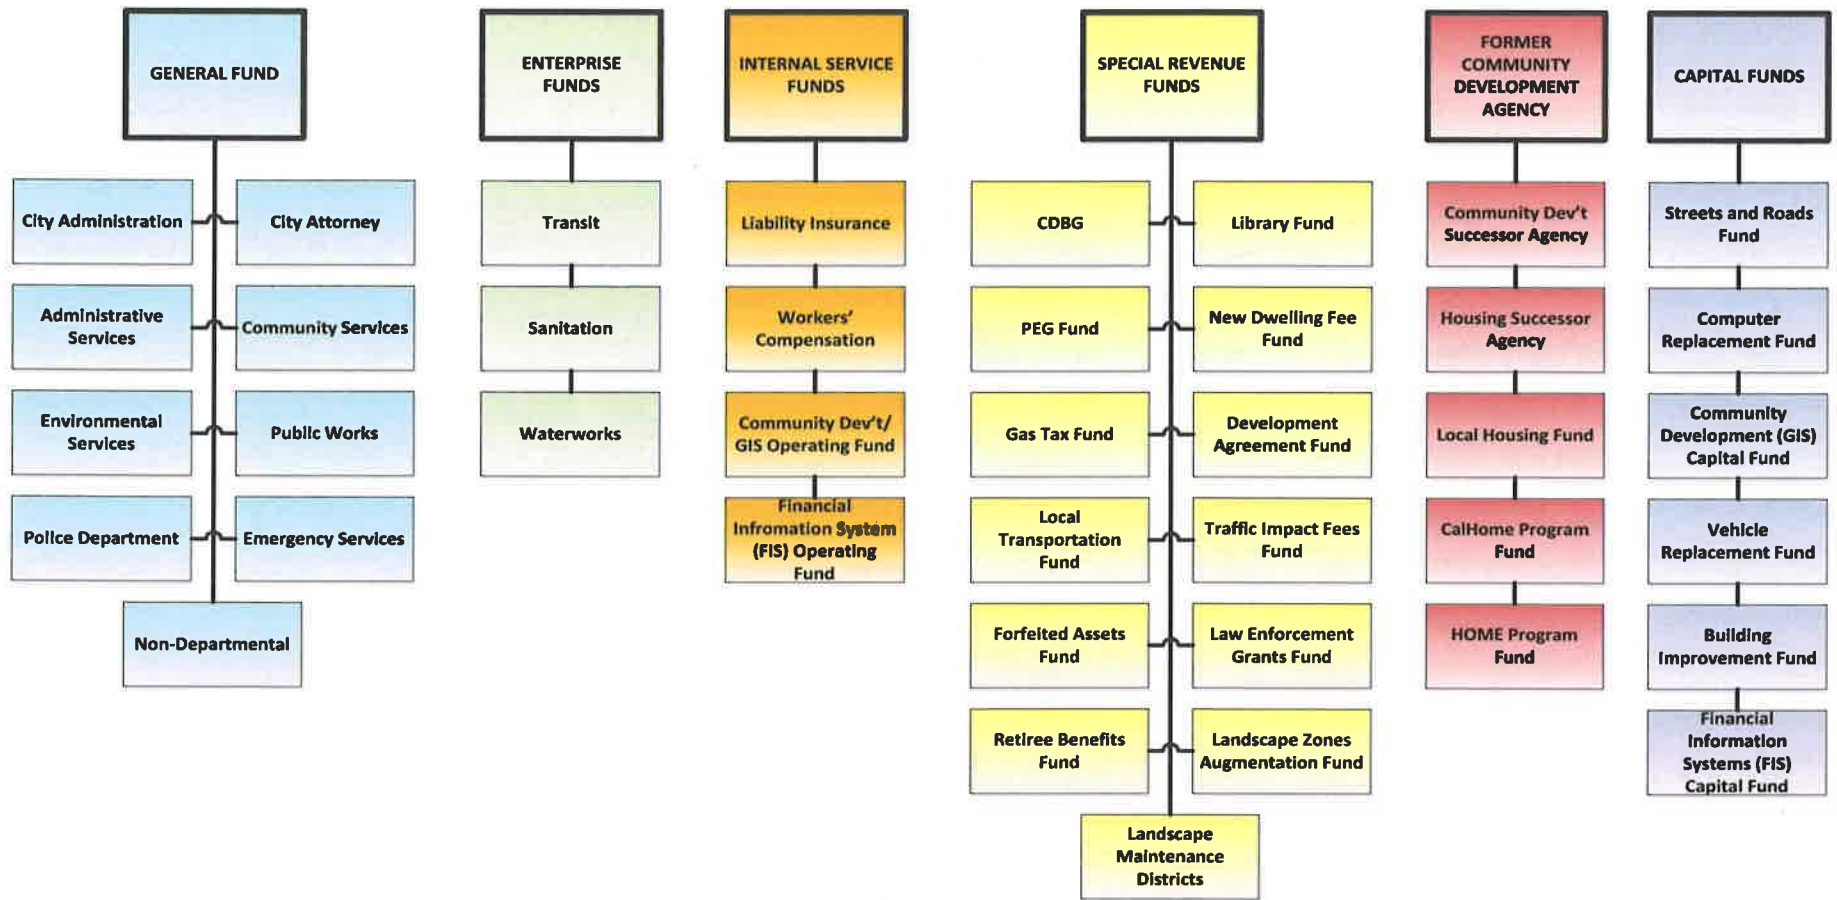 GENERAL FUND
City Administration
City Attorney
Administrative
Services
Community Services
Environmental
Services
Public Works
Police Department
Emergency Services
Non-Departmental
ENTERPRISE
FUNDS
Transit
Sanitation
Waterworks
INTERNAL SERVICE
FUNDS
Liability Insurance
Workers'
Compensation
Community Dev't/
GIS Operating Fund
Financial
Infromation System
(FIS) Operating
Fund
SPECIAL REVENUE
FUNDS
CDBG
Library Fund
PEG Fund
New Dwelling Fee
Fund
Gas Tax Fund
Development
Agreement Fund
Local
Transportation
Fund
Traffic Impact Fees
Fund
Forfeited Assets
Fund
Law Enforcement
Grants Fund
Retiree Benefits
Fund
Landscape Zones
Augmentation Fund
Landscape
Maintenance
Districts
FORMER
COMMUNITY
DEVELOPMENT
AGENCY
Community Dev't
Successor Agency
Housing Successor
Agency
Local Housing Fund
CalHome Program
Fund
HOME Program
Fund
CAPITAL FUNDS
Streets and Roads
Fund
Computer
Replacement Fund
Community
Development (GIS)
Capital Fund
Vehicle
Replacement Fund
Building
Improvement Fund
Financial
Information
Systems (FIS)
Capital Fund